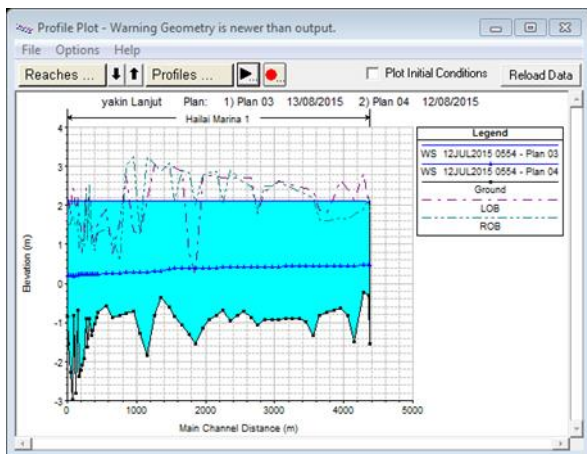 Profile Plot - Warning Geometry is newer than output.
File Options Help
Reaches ... Profiles ... Plot Initial Conditions Reload Data
yakin Lanjut Plan: 1) Plan 03 13/08/2015 2) Plan 04 12/08/2015
Hailai Marina 1
Legend
WS 12JUL2015 0554 - Plan 03
WS 12JUL2015 0554 - Plan 04
Ground
LOB
ROB
Elevation (m)
4
3
2
1
0
-1
-2
-3
0 1000 2000 3000 4000 5000
Main Channel Distance (m)